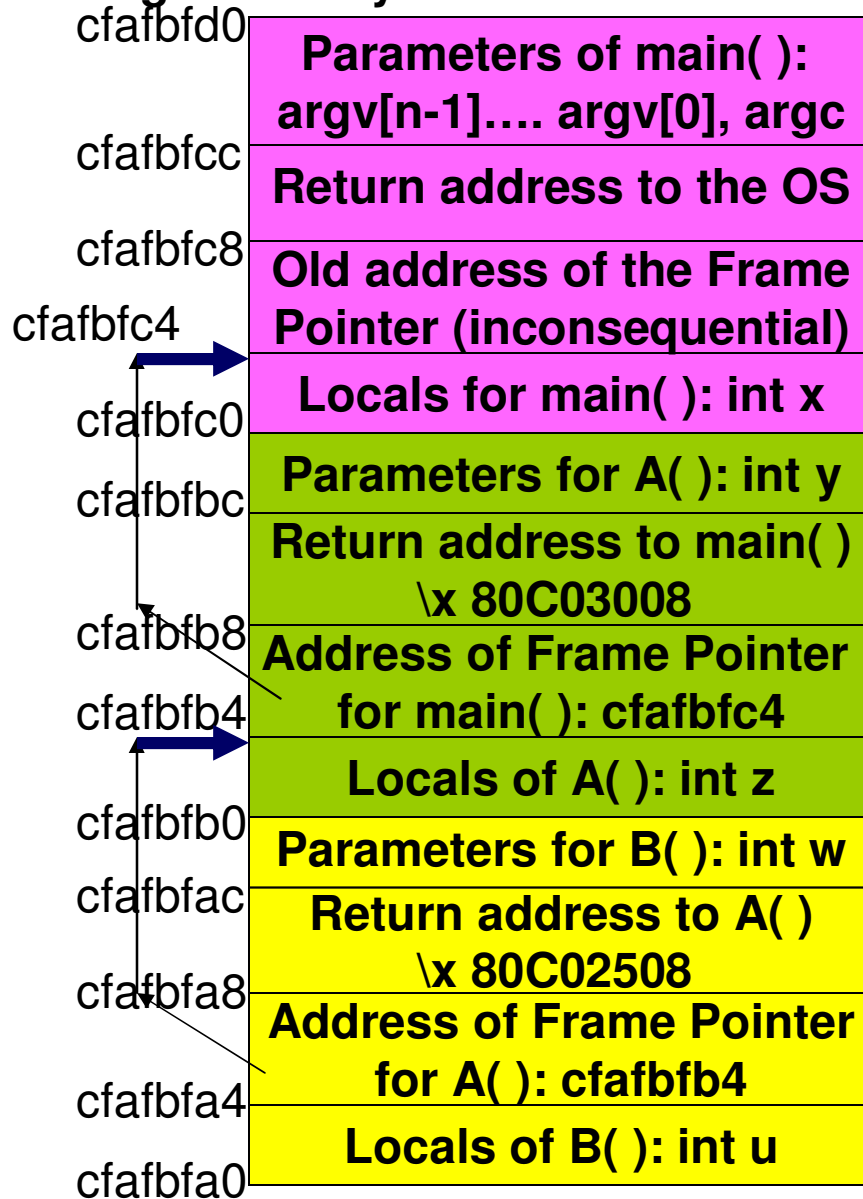 cfafbfd0
Parameters of main( ):
argv[n-1]…. argv[0], argc
cfafbfcc
Return address to the OS
cfafbfc8
Old address of the Frame
Pointer (inconsequential)
cfafbfc4
Locals for main( ): int x
cfafbfc0
Parameters for A( ): int y
cfafbfbc
Return address to main( )
\x 80C03008
cfafbfb8
Address of Frame Pointer
for main( ): cfafbfc4
cfafbfb4
Locals of A( ): int z
cfafbfb0
Parameters for B( ): int w
cfafbfac
Return address to A( )
\x 80C02508
cfafbfa8
Address of Frame Pointer
for A( ): cfafbfb4
cfafbfa4
Locals of B( ): int u
cfafbfa0